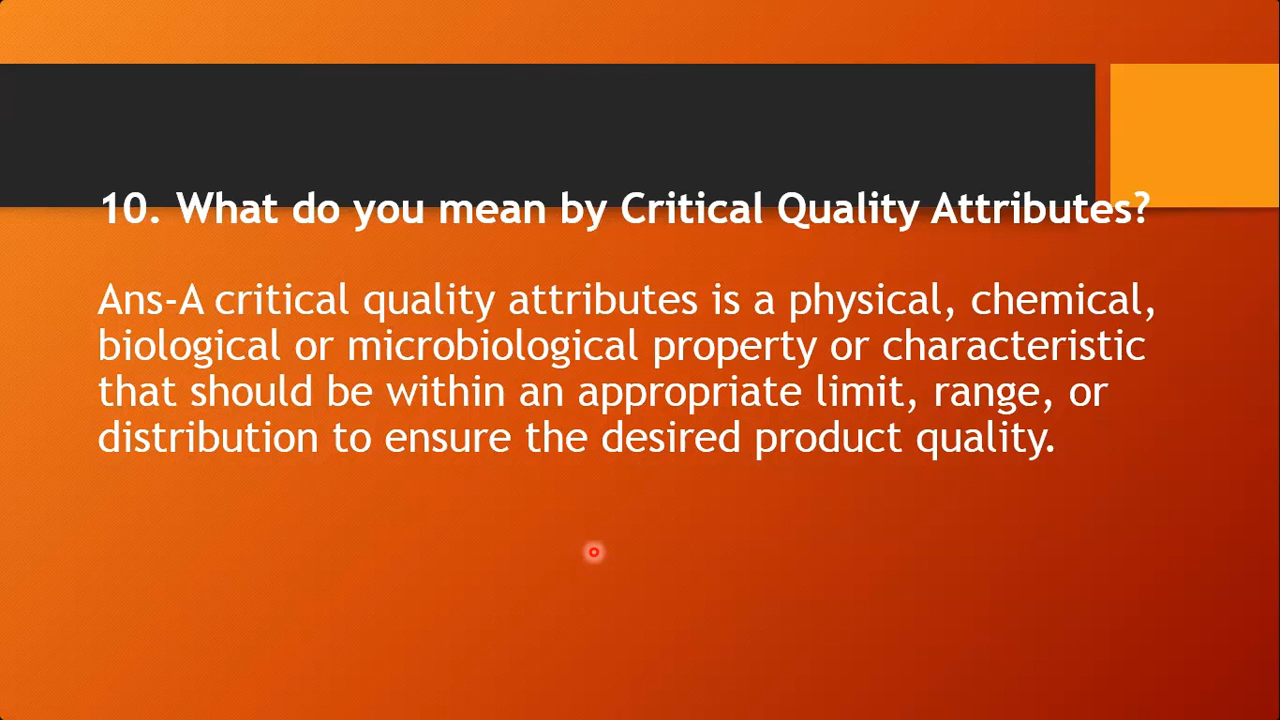 10. What do you mean by Critical Quality Attributes?
Ans-A critical quality attributes is a physical, chemical,
biological or microbiological property or characteristic
that should be within an appropriate limit, range, or
distribution to ensure the desired product quality.